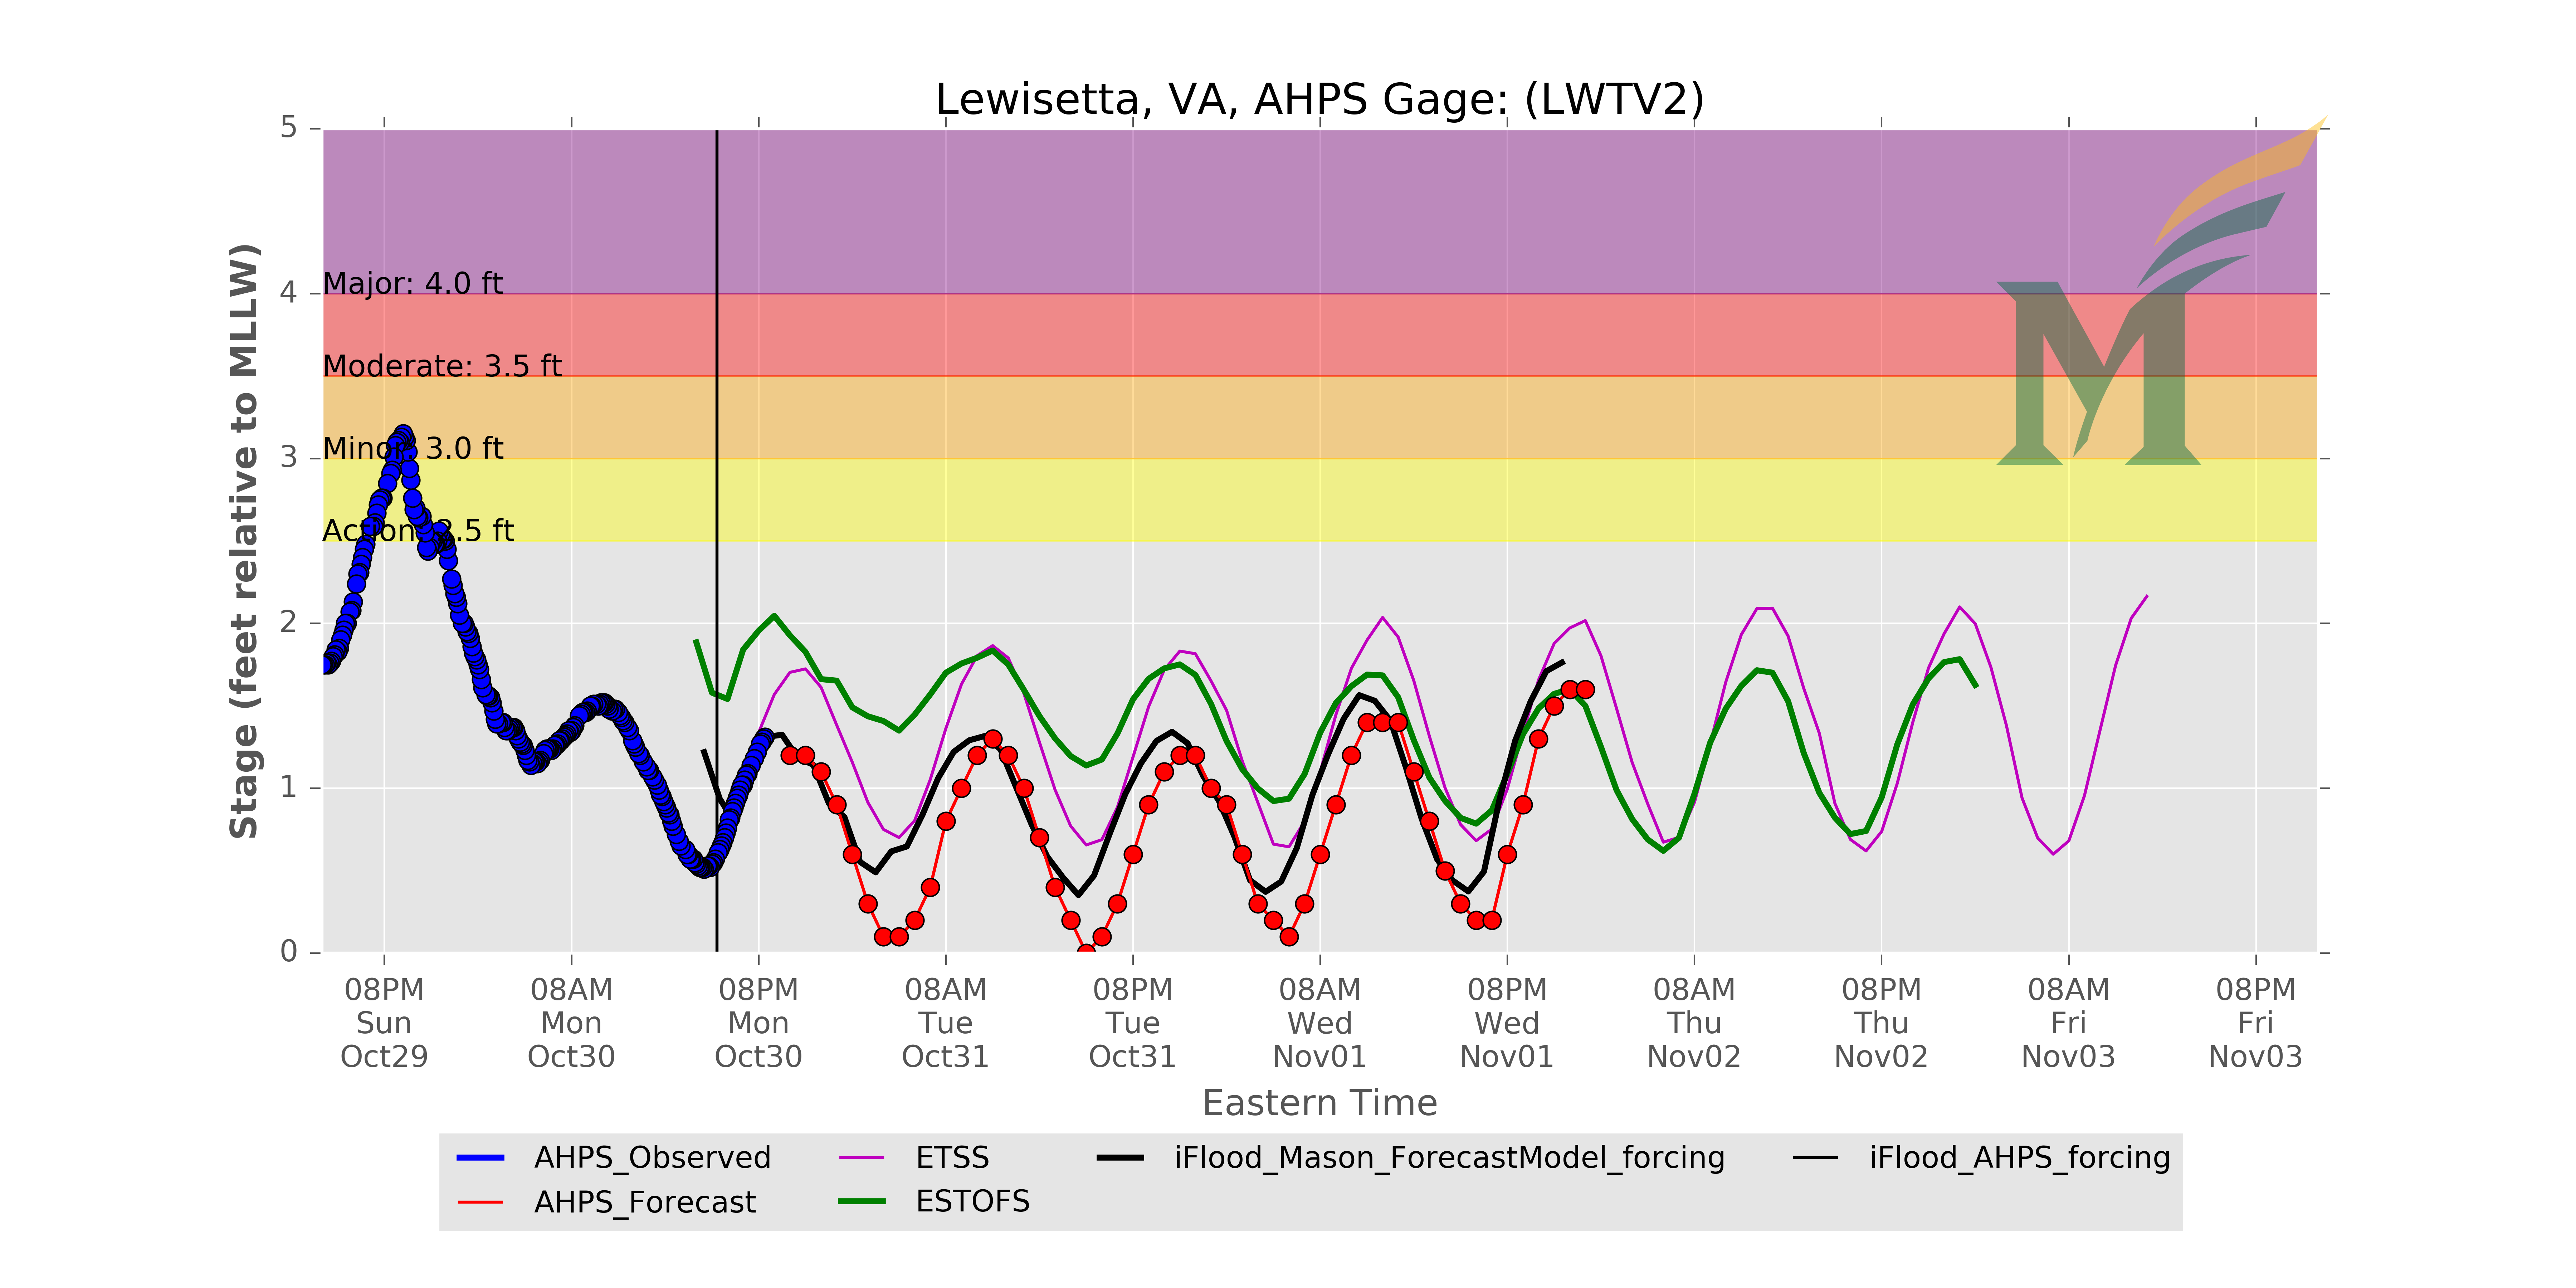 Lewisetta, VA, AHPS Gage: (LWTV2)
Stage (feet relative to MLLW)
5
4
3
2
1
0
Major: 4.0 ft
Moderate: 3.5 ft
Minor: 3.0 ft
Action: 2.5 ft
08PM Sun Oct29
08AM Mon Oct30
08PM Mon Oct30
08AM Tue Oct31
08PM Tue Oct31
08AM Wed Nov01
08PM Wed Nov01
08AM Thu Nov02
08PM Thu Nov02
08AM Fri Nov03
08PM Fri Nov03
Eastern Time
AHPS_Observed
AHPS_Forecast
ETSS
ESTOFS
iFlood_Mason_ForecastModel_forcing
iFlood_AHPS_forcing
M